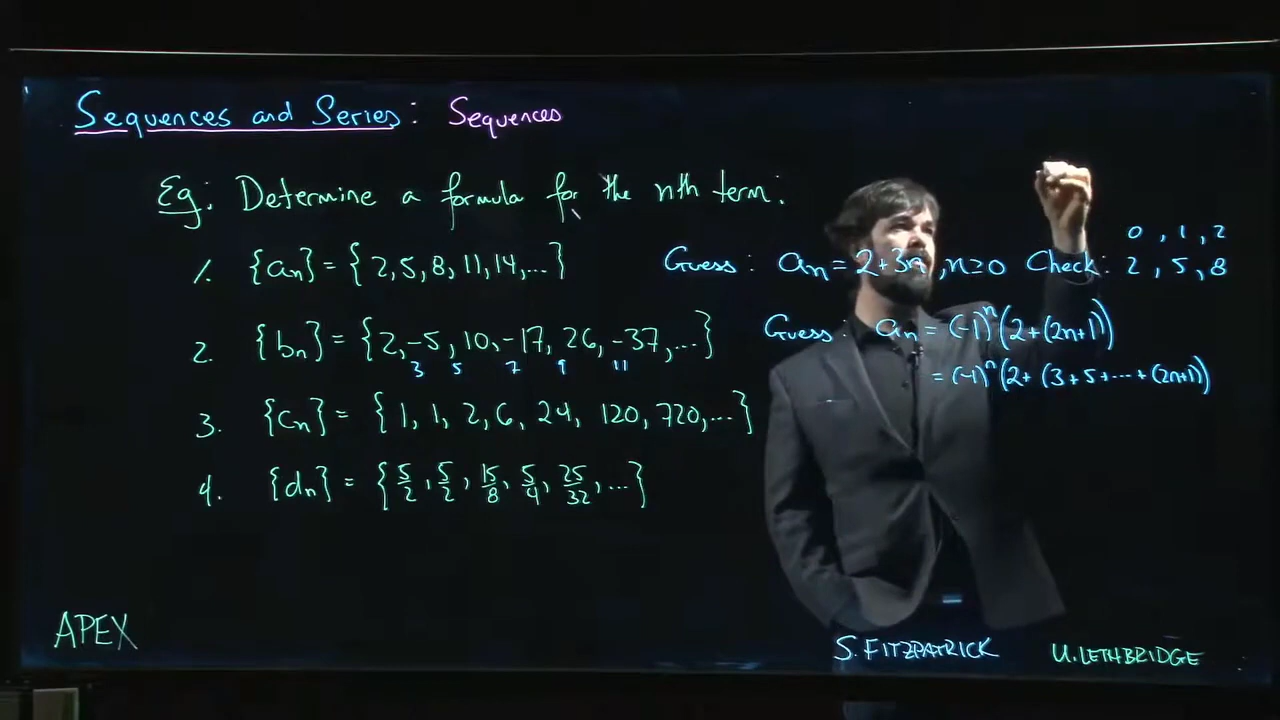 Sequences and Series: Sequences
Eg: Determine a formula for the nth term:
1. {an} = {2, 5, 8, 11, 14, ...} Guess: an = 2+3n, n≥0 Check: 2, 5, 8
0, 1, 2
2. {bn} = {2, -5, 10, -17, 26, -37, ...} Guess: an = (-1)^n(2+(2n+1))
3 5 7 9 11 = (-1)^n(2+(3+5+...+(2n+1))
3. {cn} = {1, 1, 2, 6, 24, 120, 720, ...}
4. {dn} = {5/2, 5/2, 15/8, 5/4, 25/32, ...}
APEX
S. FITZPATRICK U. LETHBRIDGE